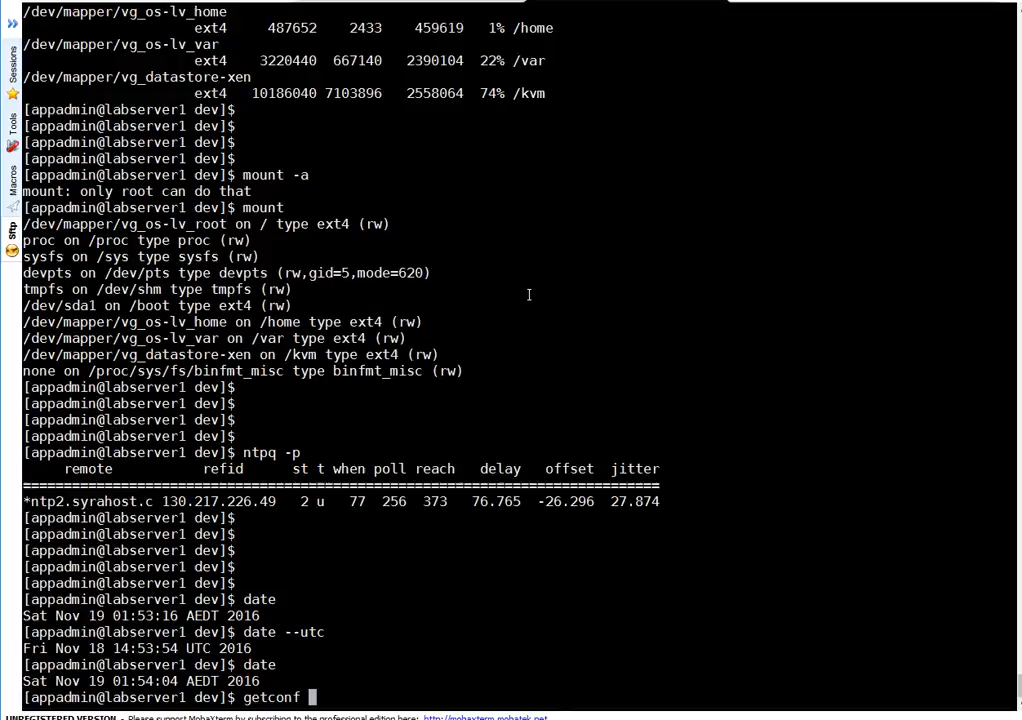 /dev/mapper/vg_os-lv_home
ext4 487652 2433 459619 1% /home
/dev/mapper/vg_os-lv_var
ext4 3220440 667140 2390104 22% /var
/dev/mapper/vg_datastore-xen
ext4 10186040 7103896 2558064 74% /kvm
[appadmin@labserver1 dev]$
[appadmin@labserver1 dev]$
[appadmin@labserver1 dev]$
[appadmin@labserver1 dev]$
[appadmin@labserver1 dev]$ mount -a
mount: only root can do that
[appadmin@labserver1 dev]$ mount
/dev/mapper/vg_os-lv_root on / type ext4 (rw)
proc on /proc type proc (rw)
sysfs on /sys type sysfs (rw)
devpts on /dev/pts type devpts (rw,gid=5,mode=620)
tmpfs on /dev/shm type tmpfs (rw)
/dev/sda1 on /boot type ext4 (rw)
/dev/mapper/vg_os-lv_home on /home type ext4 (rw)
/dev/mapper/vg_os-lv_var on /var type ext4 (rw)
/dev/mapper/vg_datastore-xen on /kvm type ext4 (rw)
none on /proc/sys/fs/binfmt_misc type binfmt_misc (rw)
[appadmin@labserver1 dev]$
[appadmin@labserver1 dev]$
[appadmin@labserver1 dev]$
[appadmin@labserver1 dev]$
[appadmin@labserver1 dev]$ ntpq -p
remote refid st t when poll reach delay offset jitter
==============================================================================
*ntp2.syrahost.c 130.217.226.49 2 u 77 256 373 76.765 -26.296 27.874
[appadmin@labserver1 dev]$
[appadmin@labserver1 dev]$
[appadmin@labserver1 dev]$
[appadmin@labserver1 dev]$
[appadmin@labserver1 dev]$
[appadmin@labserver1 dev]$ date
Sat Nov 19 01:53:16 AEDT 2016
[appadmin@labserver1 dev]$ date --utc
Fri Nov 18 14:53:54 UTC 2016
[appadmin@labserver1 dev]$ date
Sat Nov 19 01:54:04 AEDT 2016
[appadmin@labserver1 dev]$ getconf
Sessions
Tools
Macros
Sftp
UNREGISTERED VERSION - Please support MobaXterm by subscribing to the professional edition here: http://mobaxterm.mobatek.net